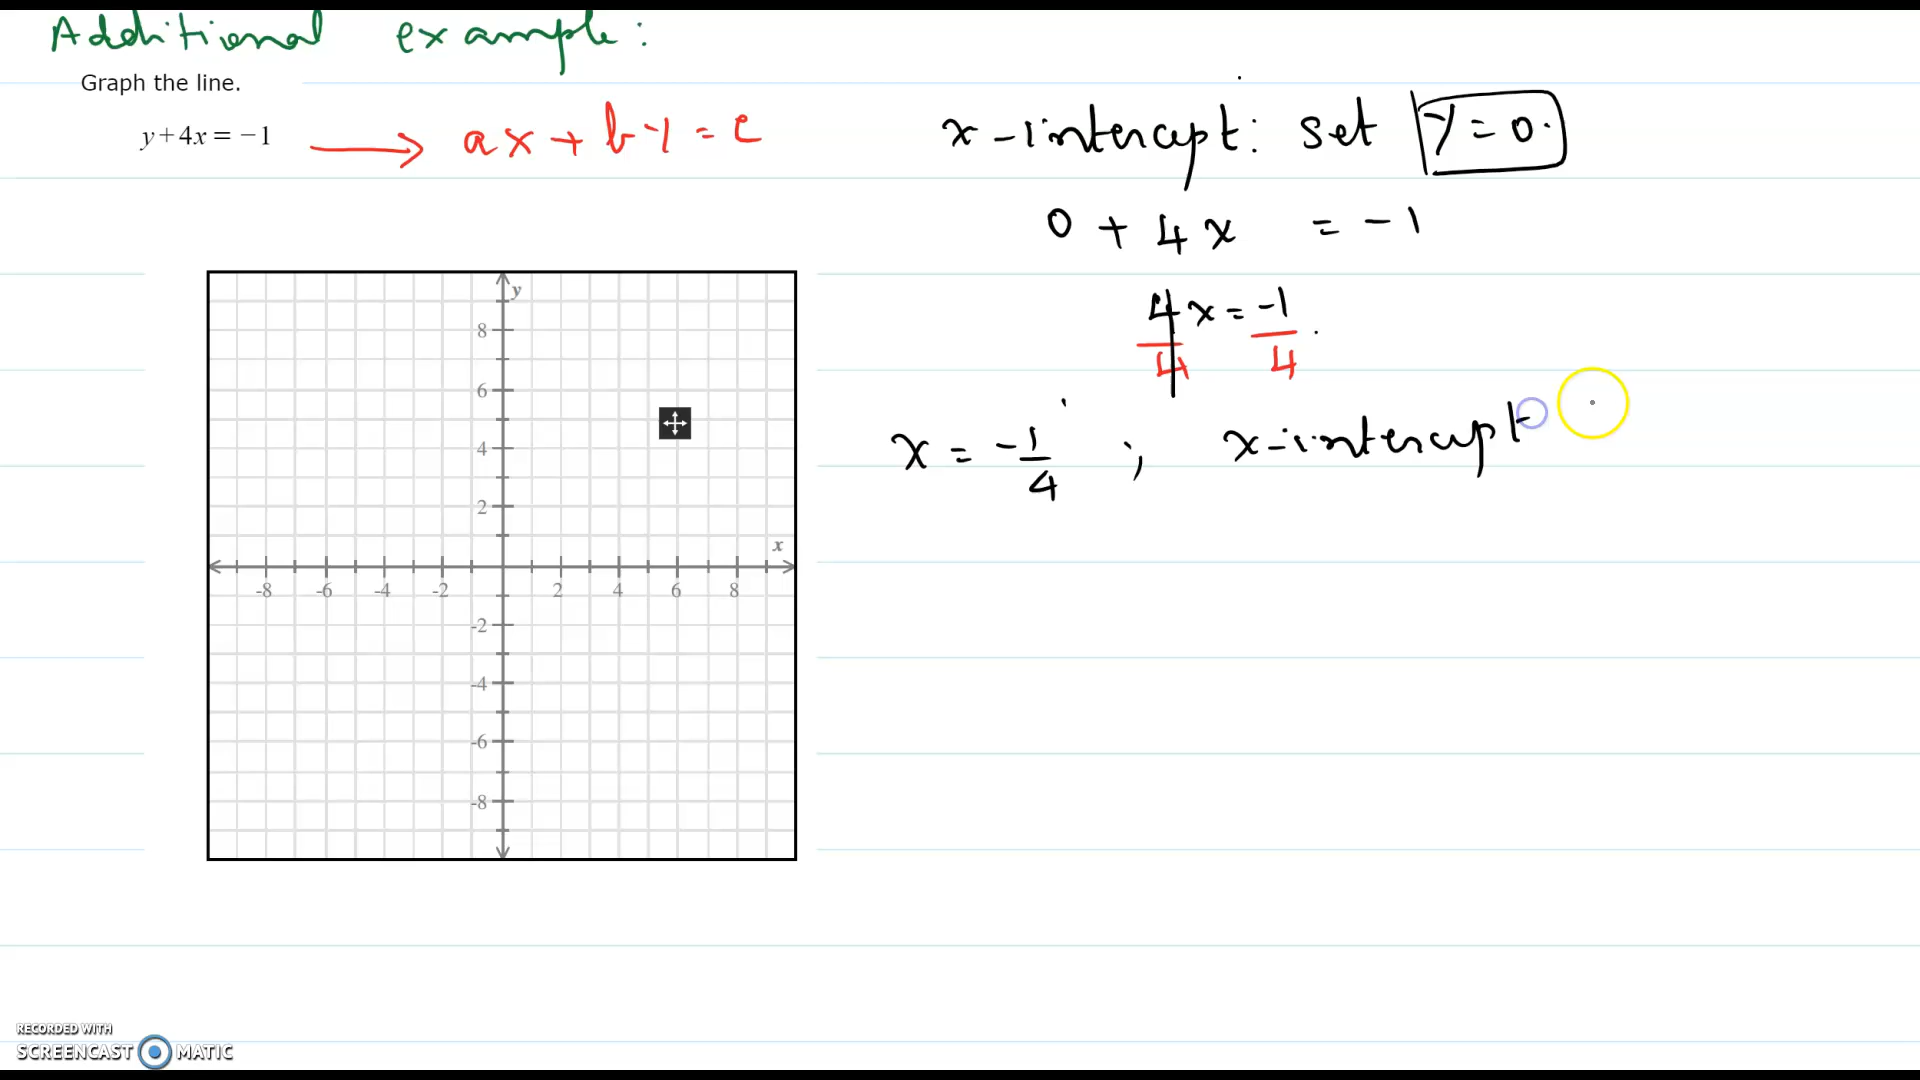 Additional example:
Graph the line.
y+4x = −1 → ax + by = c
x-intercept: set y = 0.
0 + 4x = -1
4x = -1
4 4
x = -1/4 ; x-intercept
y
8
6
4
2
x
-8 -6 -4 -2 2 4 6 8
-2
-4
-6
-8
RECORDED WITH
SCREENCAST MATIC